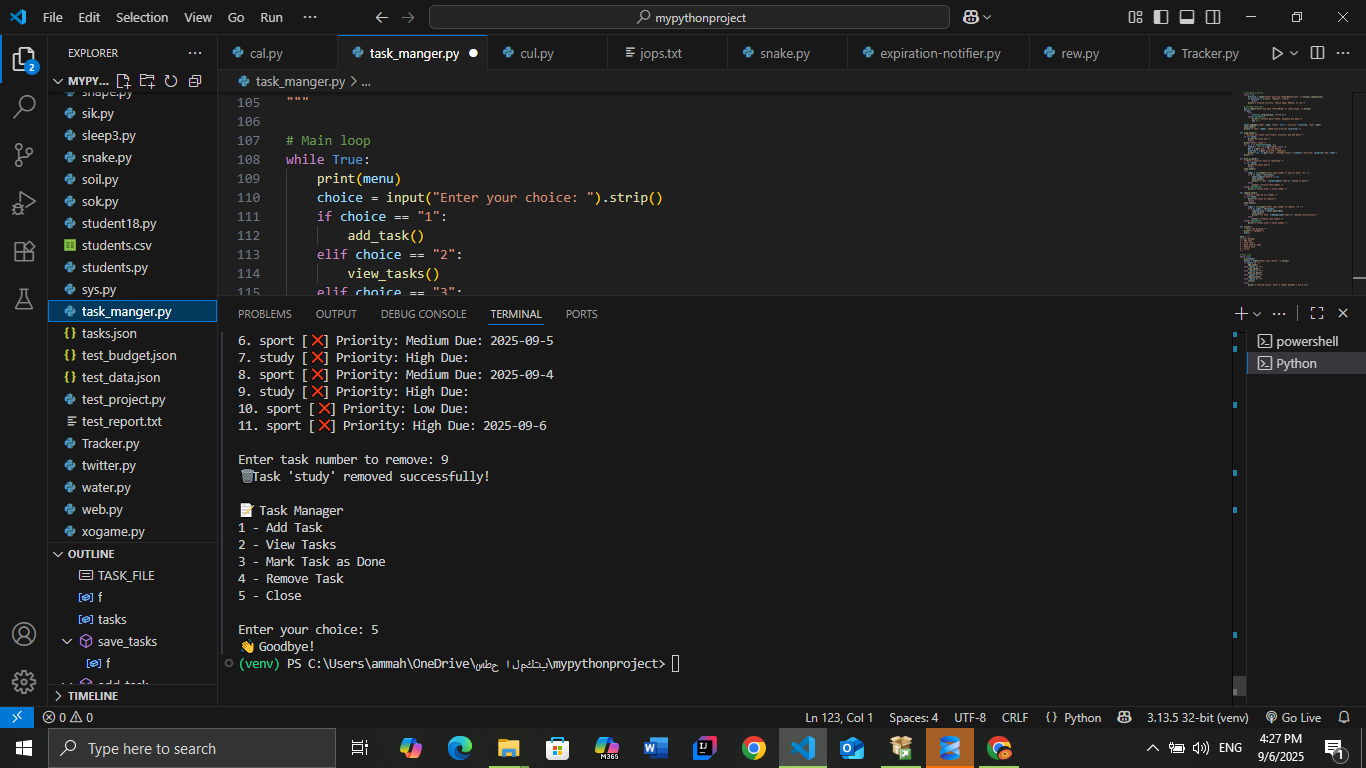 File Edit Selection View Go Run ···
mypythonproject
EXPLORER ···
MYPY...
shape.py
sik.py
sleep3.py
snake.py
soil.py
sok.py
student18.py
students.csv
students.py
sys.py
task_manger.py
tasks.json
test_budget.json
test_data.json
test_project.py
test_report.txt
Tracker.py
twitter.py
water.py
web.py
xogame.py
OUTLINE
TASK_FILE
f
tasks
save_tasks
f
add_task
TIMELINE
2
cal.py
task_manger.py
cul.py
jops.txt
snake.py
expiration-notifier.py
rew.py
Tracker.py
task_manger.py > ...
105 """
106
107 # Main loop
108 while True:
109 print(menu)
110 choice = input("Enter your choice: ").strip()
111 if choice == "1":
112 add_task()
113 elif choice == "2":
114 view_tasks()
115 elif choice == "3":
PROBLEMS OUTPUT DEBUG CONSOLE TERMINAL PORTS
powershell
Python
6. sport [❌] Priority: Medium Due: 2025-09-5
7. study [❌] Priority: High Due:
8. sport [❌] Priority: Medium Due: 2025-09-4
9. study [❌] Priority: High Due:
10. sport [❌] Priority: Low Due:
11. sport [❌] Priority: High Due: 2025-09-6
Enter task number to remove: 9
🗑️Task 'study' removed successfully!
📝 Task Manager
1 - Add Task
2 - View Tasks
3 - Mark Task as Done
4 - Remove Task
5 - Close
Enter your choice: 5
👋 Goodbye!
(venv) PS C:\Users\ammah\OneDrive\سطح المكتب\mypythonproject>
0 0
Ln 123, Col 1 Spaces: 4 UTF-8 CRLF {} Python 3.13.5 32-bit (venv) Go Live
Type here to search
M365
ENG
4:27 PM
9/6/2025
1